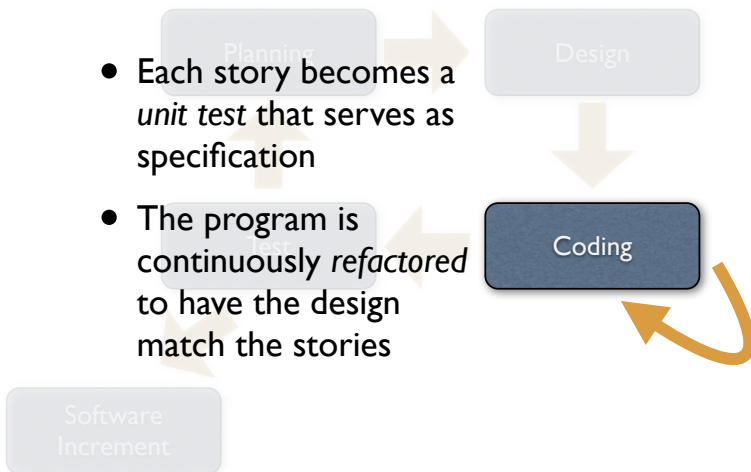 Planning
Design
• Each story becomes a
unit test that serves as
specification
• The program is
continuously refactored
to have the design
match the stories
Test
Coding
Software
Increment